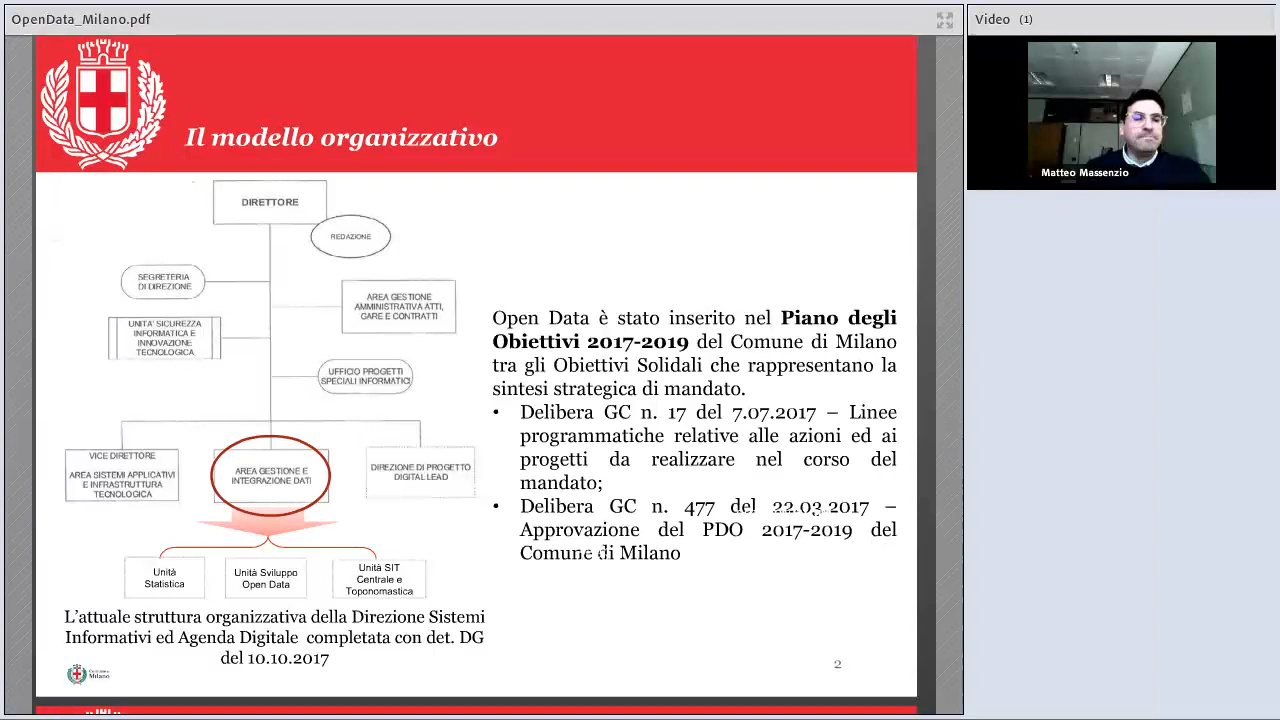 OpenData_Milano.pdf
Video (1)
Matteo Massenzio
Il modello organizzativo
DIRETTORE
REDAZIONE
SEGRETERIA
DI DIREZIONE
AREA GESTIONE
AMMINISTRATIVA ATTI,
GARE E CONTRATTI
UNITA' SICUREZZA
INFORMATICA E
INNOVAZIONE
TECNOLOGICA
UFFICIO PROGETTI
SPECIALI INFORMATICI
VICE DIRETTORE
AREA SISTEMI APPLICATIVI
E INFRASTRUTTURA
TECNOLOGICA
AREA GESTIONE E
INTEGRAZIONE DATI
DIREZIONE DI PROGETTO
DIGITAL LEAD
Unità
Statistica
Unità Sviluppo
Open Data
Unità SIT
Centrale e
Toponomastica
L'attuale struttura organizzativa della Direzione Sistemi
Informativi ed Agenda Digitale completata con det. DG
del 10.10.2017
Open Data è stato inserito nel Piano degli
Obiettivi 2017-2019 del Comune di Milano
tra gli Obiettivi Solidali che rappresentano la
sintesi strategica di mandato.
• Delibera GC n. 17 del 7.07.2017 – Linee
programmatiche relative alle azioni ed ai
progetti da realizzare nel corso del
mandato;
• Delibera GC n. 477 del 22.03.2017 –
Approvazione del PDO 2017-2019 del
Comune di Milano
Milano
2